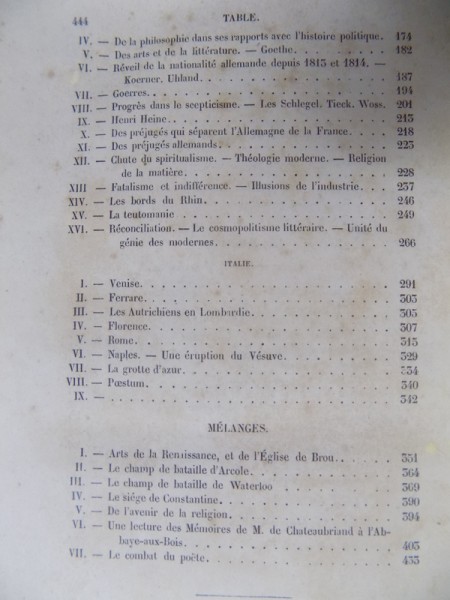 444 TABLE.
IV. — De la philosophie dans ses rapports avec l'histoire politique. 174
V. — Des arts et de la littérature. — Goethe. . . . . . . . 182
VI. — Réveil de la nationalité allemande depuis 1813 et 1814. —
Koerner, Uhland. . . . . . . . . . . . . . 187
VII. — Goerres. . . . . . . . . . . . . . . . 194
VIII. — Progrès dans le scepticisme. — Les Schlegel, Tieck, Woss. 201
IX. — Henri Heine. . . . . . . . . . . . . . 213
X. — Des préjugés qui séparent l'Allemagne de la France. . . . 218
XI. — Des préjugés allemands. . . . . . . . . . . 223
XII. — Chute du spiritualisme. — Théologie moderne. — Religion
de la matière. . . . . . . . . . . . . . 228
XIII — Fatalisme et indifférence. — Illusions de l'industrie. . . . 237
XIV. — Les bords du Rhin. . . . . . . . . . . . 246
XV. — La teutomanie . . . . . . . . . . . . . 249
XVI. — Réconciliation. — Le cosmopolitisme littéraire. — Unité du
génie des modernes. . . . . . . . . . . . 266
ITALIE.
I. — Venise. . . . . . . . . . . . . . . . 291
II. — Ferrare. . . . . . . . . . . . . . . . 303
III. — Les Autrichiens en Lombardie. . . . . . . . . 305
IV. — Florence. . . . . . . . . . . . . . . . 307
V. — Rome. . . . . . . . . . . . . . . . . 315
VI. — Naples. — Une éruption du Vésuve. . . . . . . . 329
VII. — La grotte d'azur. . . . . . . . . . . . . 334
VIII. — Pœstum. . . . . . . . . . . . . . . . 340
IX. — . . . . . . . . . . . . . . . . . . 342
MÉLANGES.
I. — Arts de la Renaissance, et de l'Église de Brou. . . . . . 351
II. — Le champ de bataille d'Arcole. . . . . . . . . . 364
III. — Le champ de bataille de Waterloo . . . . . . . . 369
IV. — Le siége de Constantine. . . . . . . . . . . 390
V. — De l'avenir de la religion. . . . . . . . . . . 394
VI. — Une lecture des Mémoires de M. de Chateaubriand à l'Ab-
baye-aux-Bois. . . . . . . . . . . . . . 403
VII. — Le combat du poëte. . . . . . . . . . . . 433